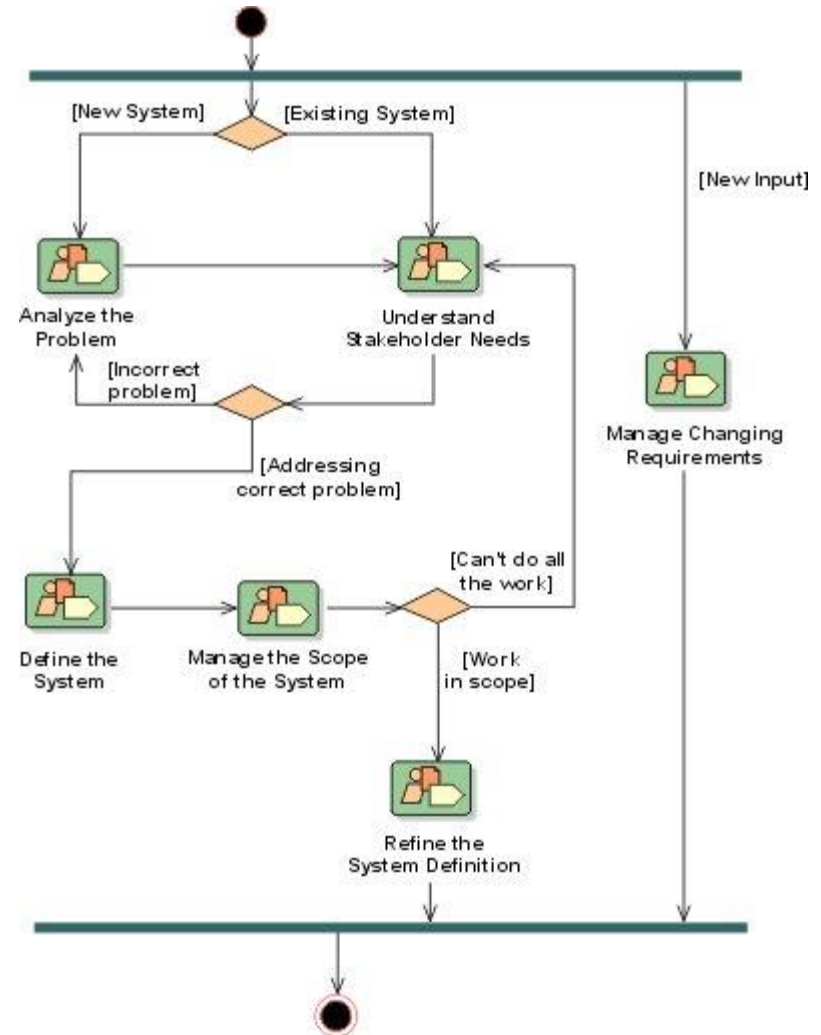 [New System]
[Existing System]
[New Input]
Analyze the
Problem
Understand
Stakeholder Needs
[Incorrect
problem]
Manage Changing
Requirements
[Addressing
correct problem]
[Can't do all
the work]
Define the
System
Manage the Scope
of the System
[Work
in scope]
Refine the
System Definition